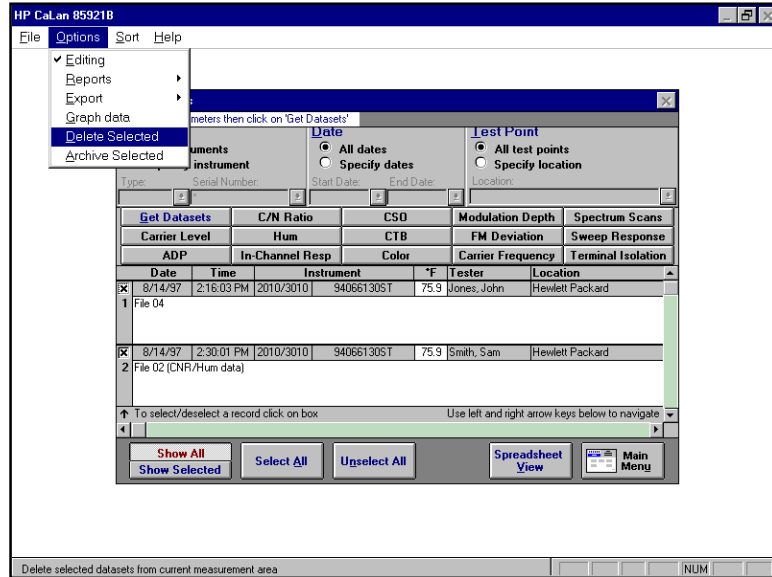 HP CaLan 85921B
File Options Sort Help
Editing
Reports
Export
Graph data
Delete Selected
Archive Selected
meters then click on 'Get Datasets'
Date
Test Point
uments
All dates
All test points
instrument
Specify dates
Specify location
Type: Serial Number: Start Date: End Date: Location:
Get Datasets C/N Ratio CSO Modulation Depth Spectrum Scans
Carrier Level Hum CTB FM Deviation Sweep Response
ADP In-Channel Resp Color Carrier Frequency Terminal Isolation
Date Time Instrument °F Tester Location
8/14/97 2:16:03 PM 2010/3010 94066130ST 75.9 Jones, John Hewlett Packard
1 File 04
8/14/97 2:30:01 PM 2010/3010 94066130ST 75.9 Smith, Sam Hewlett Packard
2 File 02 (CNR/Hum data)
To select/deselect a record click on box Use left and right arrow keys below to navigate
Show All
Show Selected
Select All
Unselect All
Spreadsheet
View
Main
Menu
Delete selected datasets from current measurement area NUM